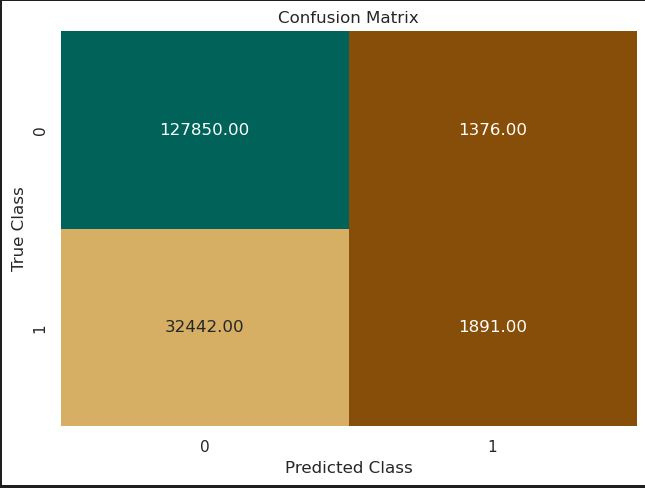 Confusion Matrix
True Class
0
127850.00
1376.00
1
32442.00
1891.00
0
1
Predicted Class